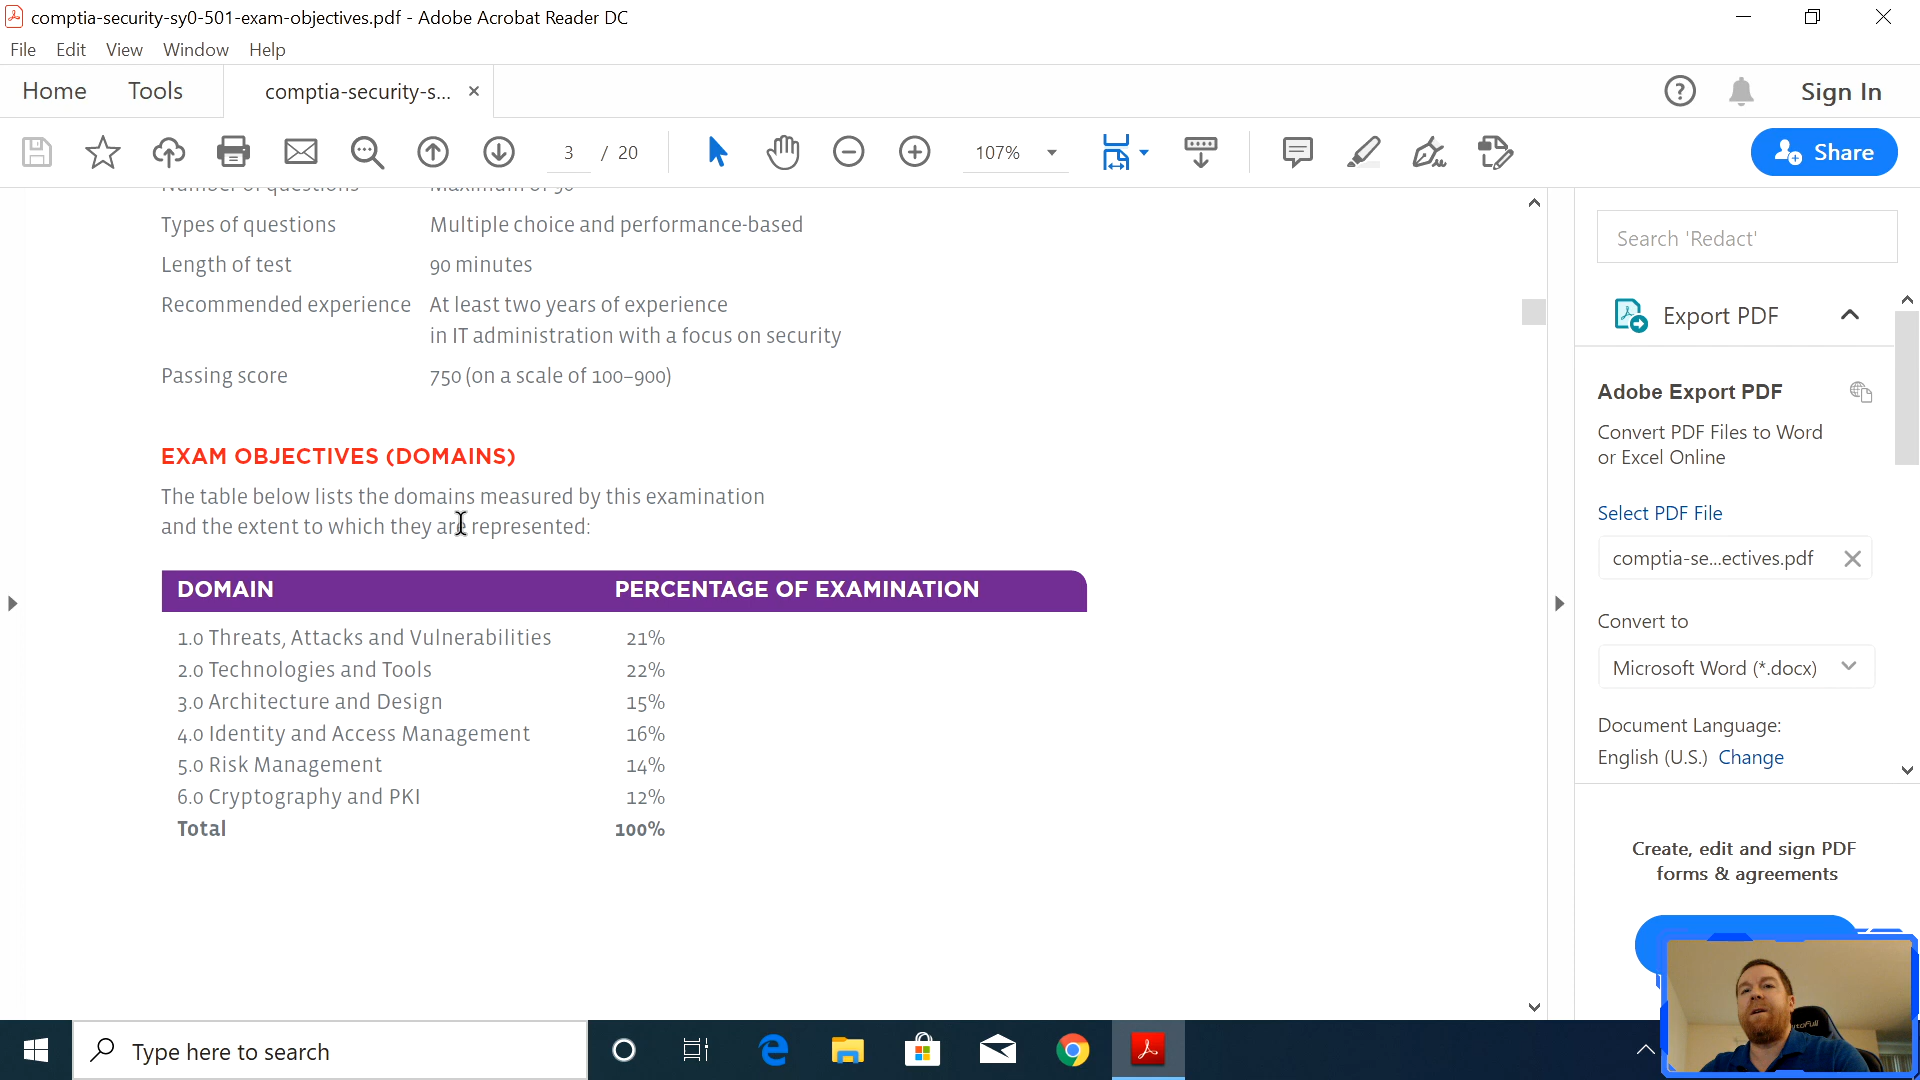 comptia-security-sy0-501-exam-objectives.pdf - Adobe Acrobat Reader DC
File Edit View Window Help
Home Tools comptia-security-s... × Sign In
3 / 20 107% Share
Number of questions Maximum of 90
Types of questions Multiple choice and performance-based
Length of test 90 minutes
Recommended experience At least two years of experience
in IT administration with a focus on security
Passing score 750 (on a scale of 100–900)
EXAM OBJECTIVES (DOMAINS)
The table below lists the domains measured by this examination
and the extent to which they are represented:
DOMAIN PERCENTAGE OF EXAMINATION
1.0 Threats, Attacks and Vulnerabilities 21%
2.0 Technologies and Tools 22%
3.0 Architecture and Design 15%
4.0 Identity and Access Management 16%
5.0 Risk Management 14%
6.0 Cryptography and PKI 12%
Total 100%
Search 'Redact'
Export PDF
Adobe Export PDF
Convert PDF Files to Word
or Excel Online
Select PDF File
comptia-se...ectives.pdf
Convert to
Microsoft Word (*.docx)
Document Language:
English (U.S.) Change
Create, edit and sign PDF
forms & agreements
Type here to search